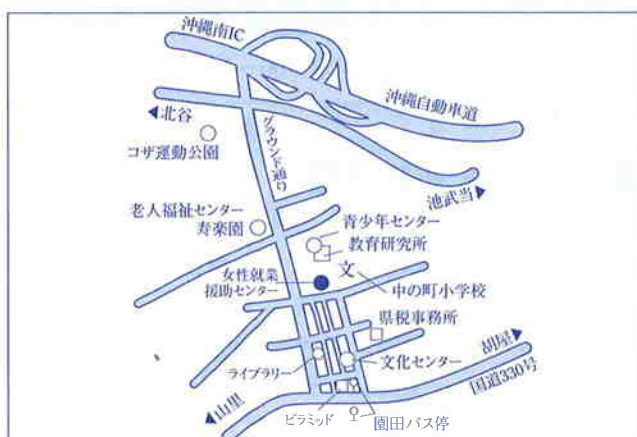 沖縄南IC
沖縄自動車道
◀北谷
コザ運動公園
グラウンド通り
池武当▶
老人福祉センター
寿楽園
青少年センター
教育研究所
女性就業
援助センター
文
中の町小学校
県税事務所
胡屋▶
ライブラリー
文化センター
国道330号
◀山里
ピラミッド
園田バス停